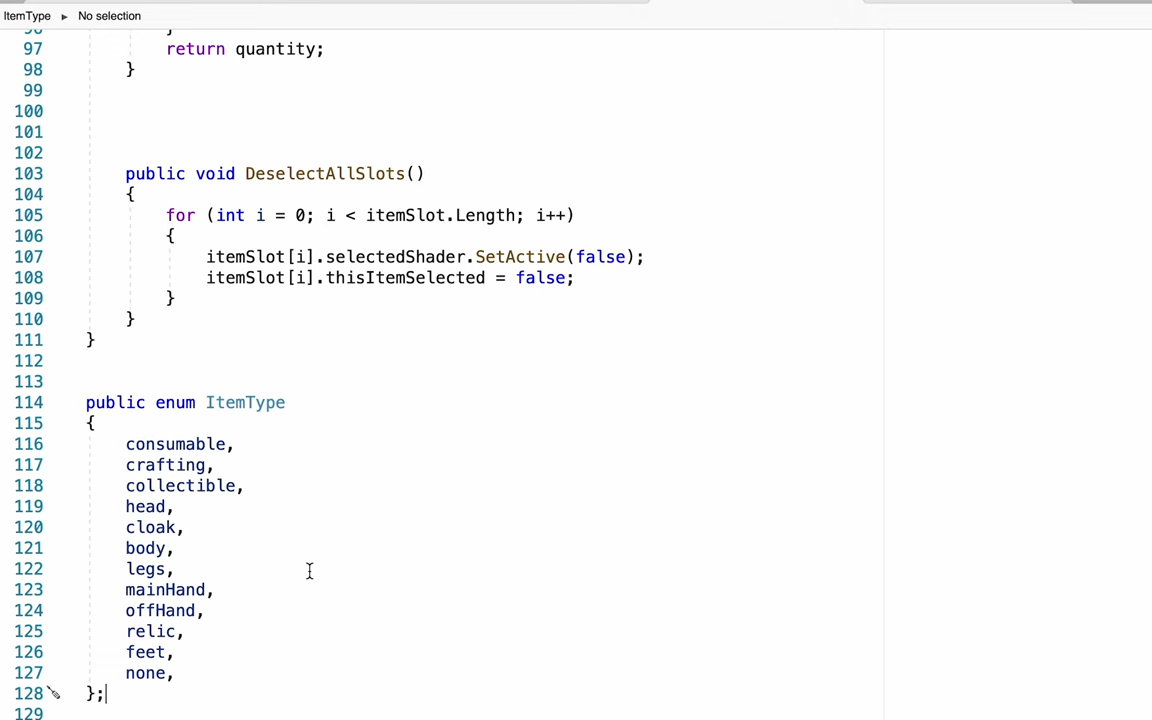 ItemType ▸ No selection
96 }
97 return quantity;
98 }
99
100
101
102
103 public void DeselectAllSlots()
104 {
105 for (int i = 0; i < itemSlot.Length; i++)
106 {
107 itemSlot[i].selectedShader.SetActive(false);
108 itemSlot[i].thisItemSelected = false;
109 }
110 }
111 }
112
113
114 public enum ItemType
115 {
116 consumable,
117 crafting,
118 collectible,
119 head,
120 cloak,
121 body,
122 legs,
123 mainHand,
124 offHand,
125 relic,
126 feet,
127 none,
128 };
129